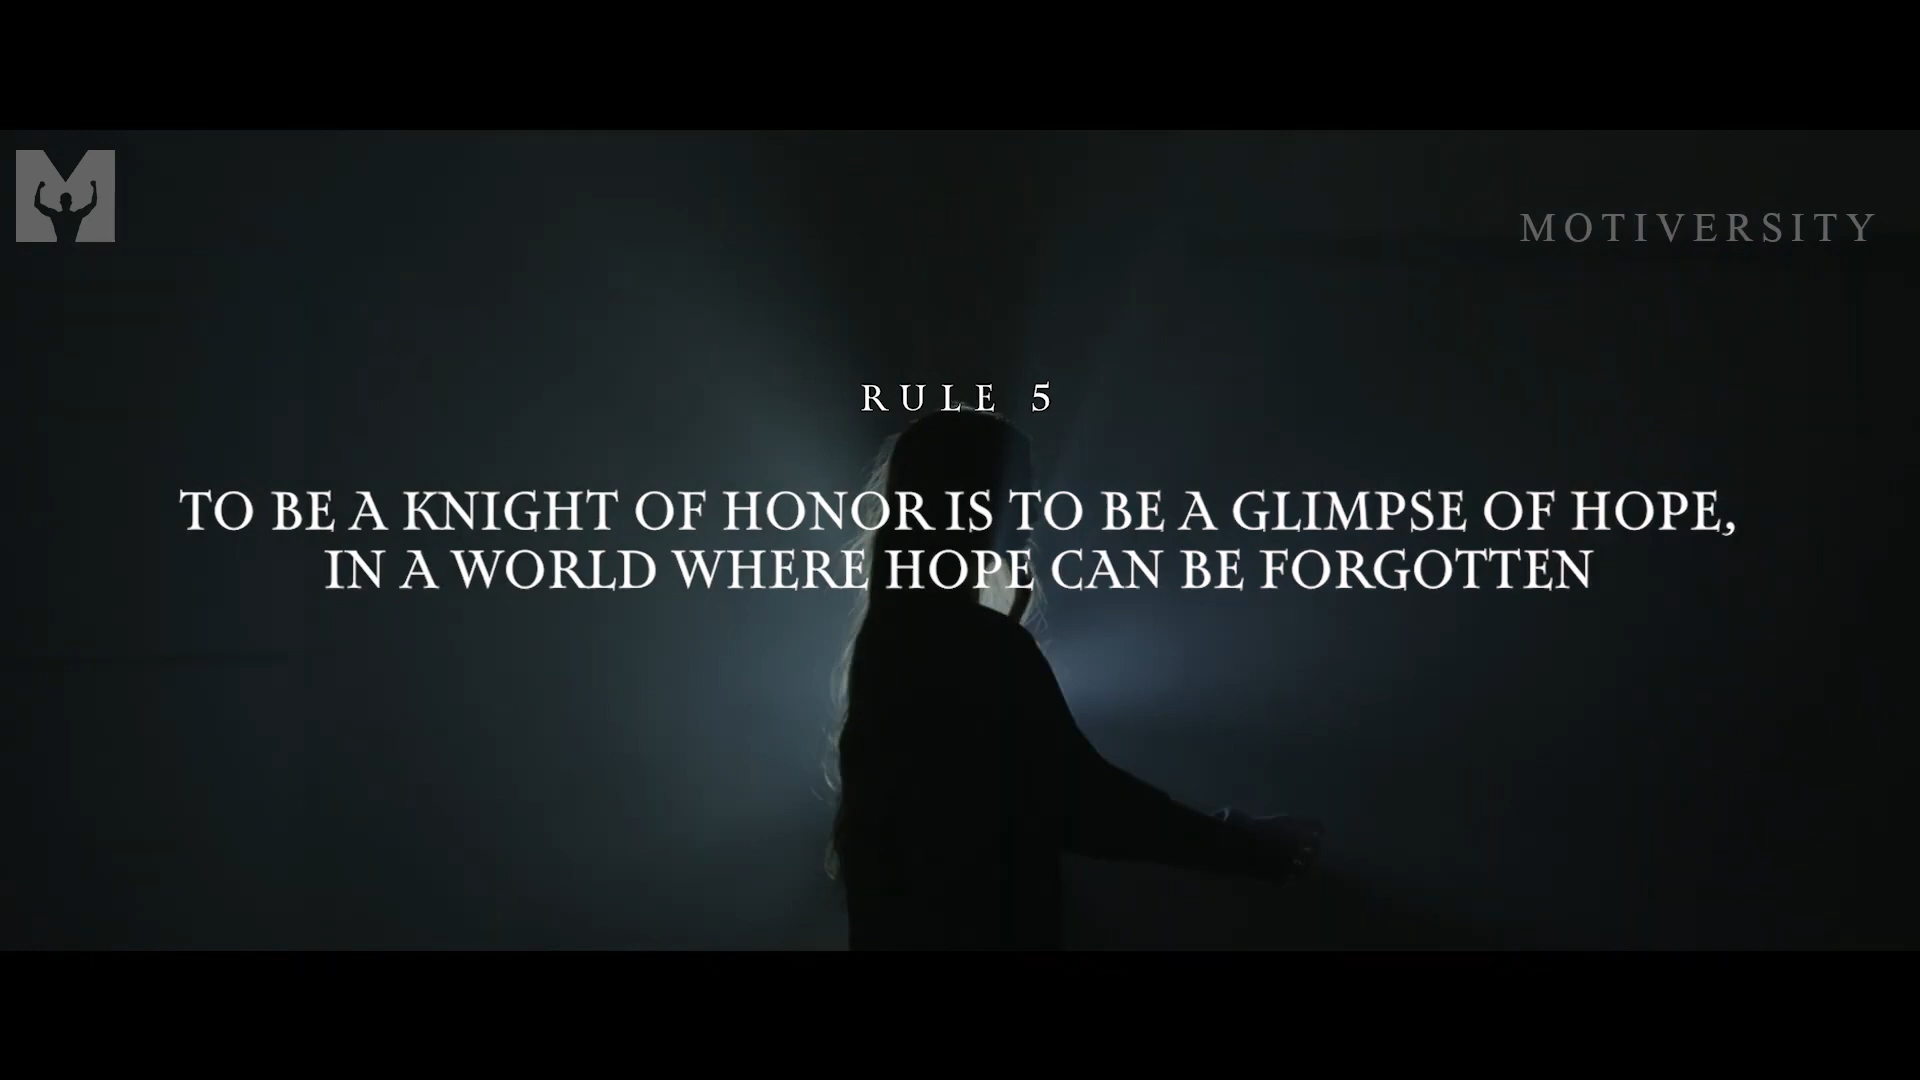 M
MOTIVERSITY
RULE 5
TO BE A KNIGHT OF HONOR IS TO BE A GLIMPSE OF HOPE,
IN A WORLD WHERE HOPE CAN BE FORGOTTEN